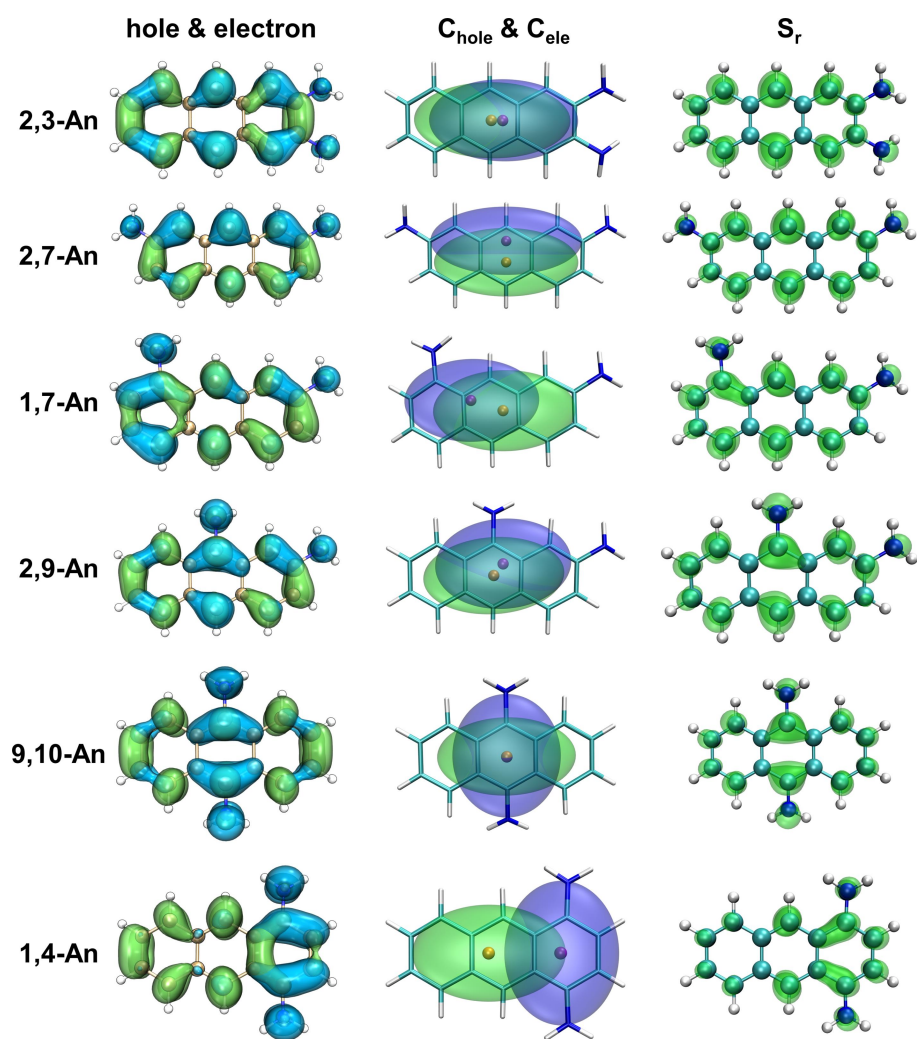 hole & electron C_hole & C_ele S_r
2,3-An
2,7-An
1,7-An
2,9-An
9,10-An
1,4-An